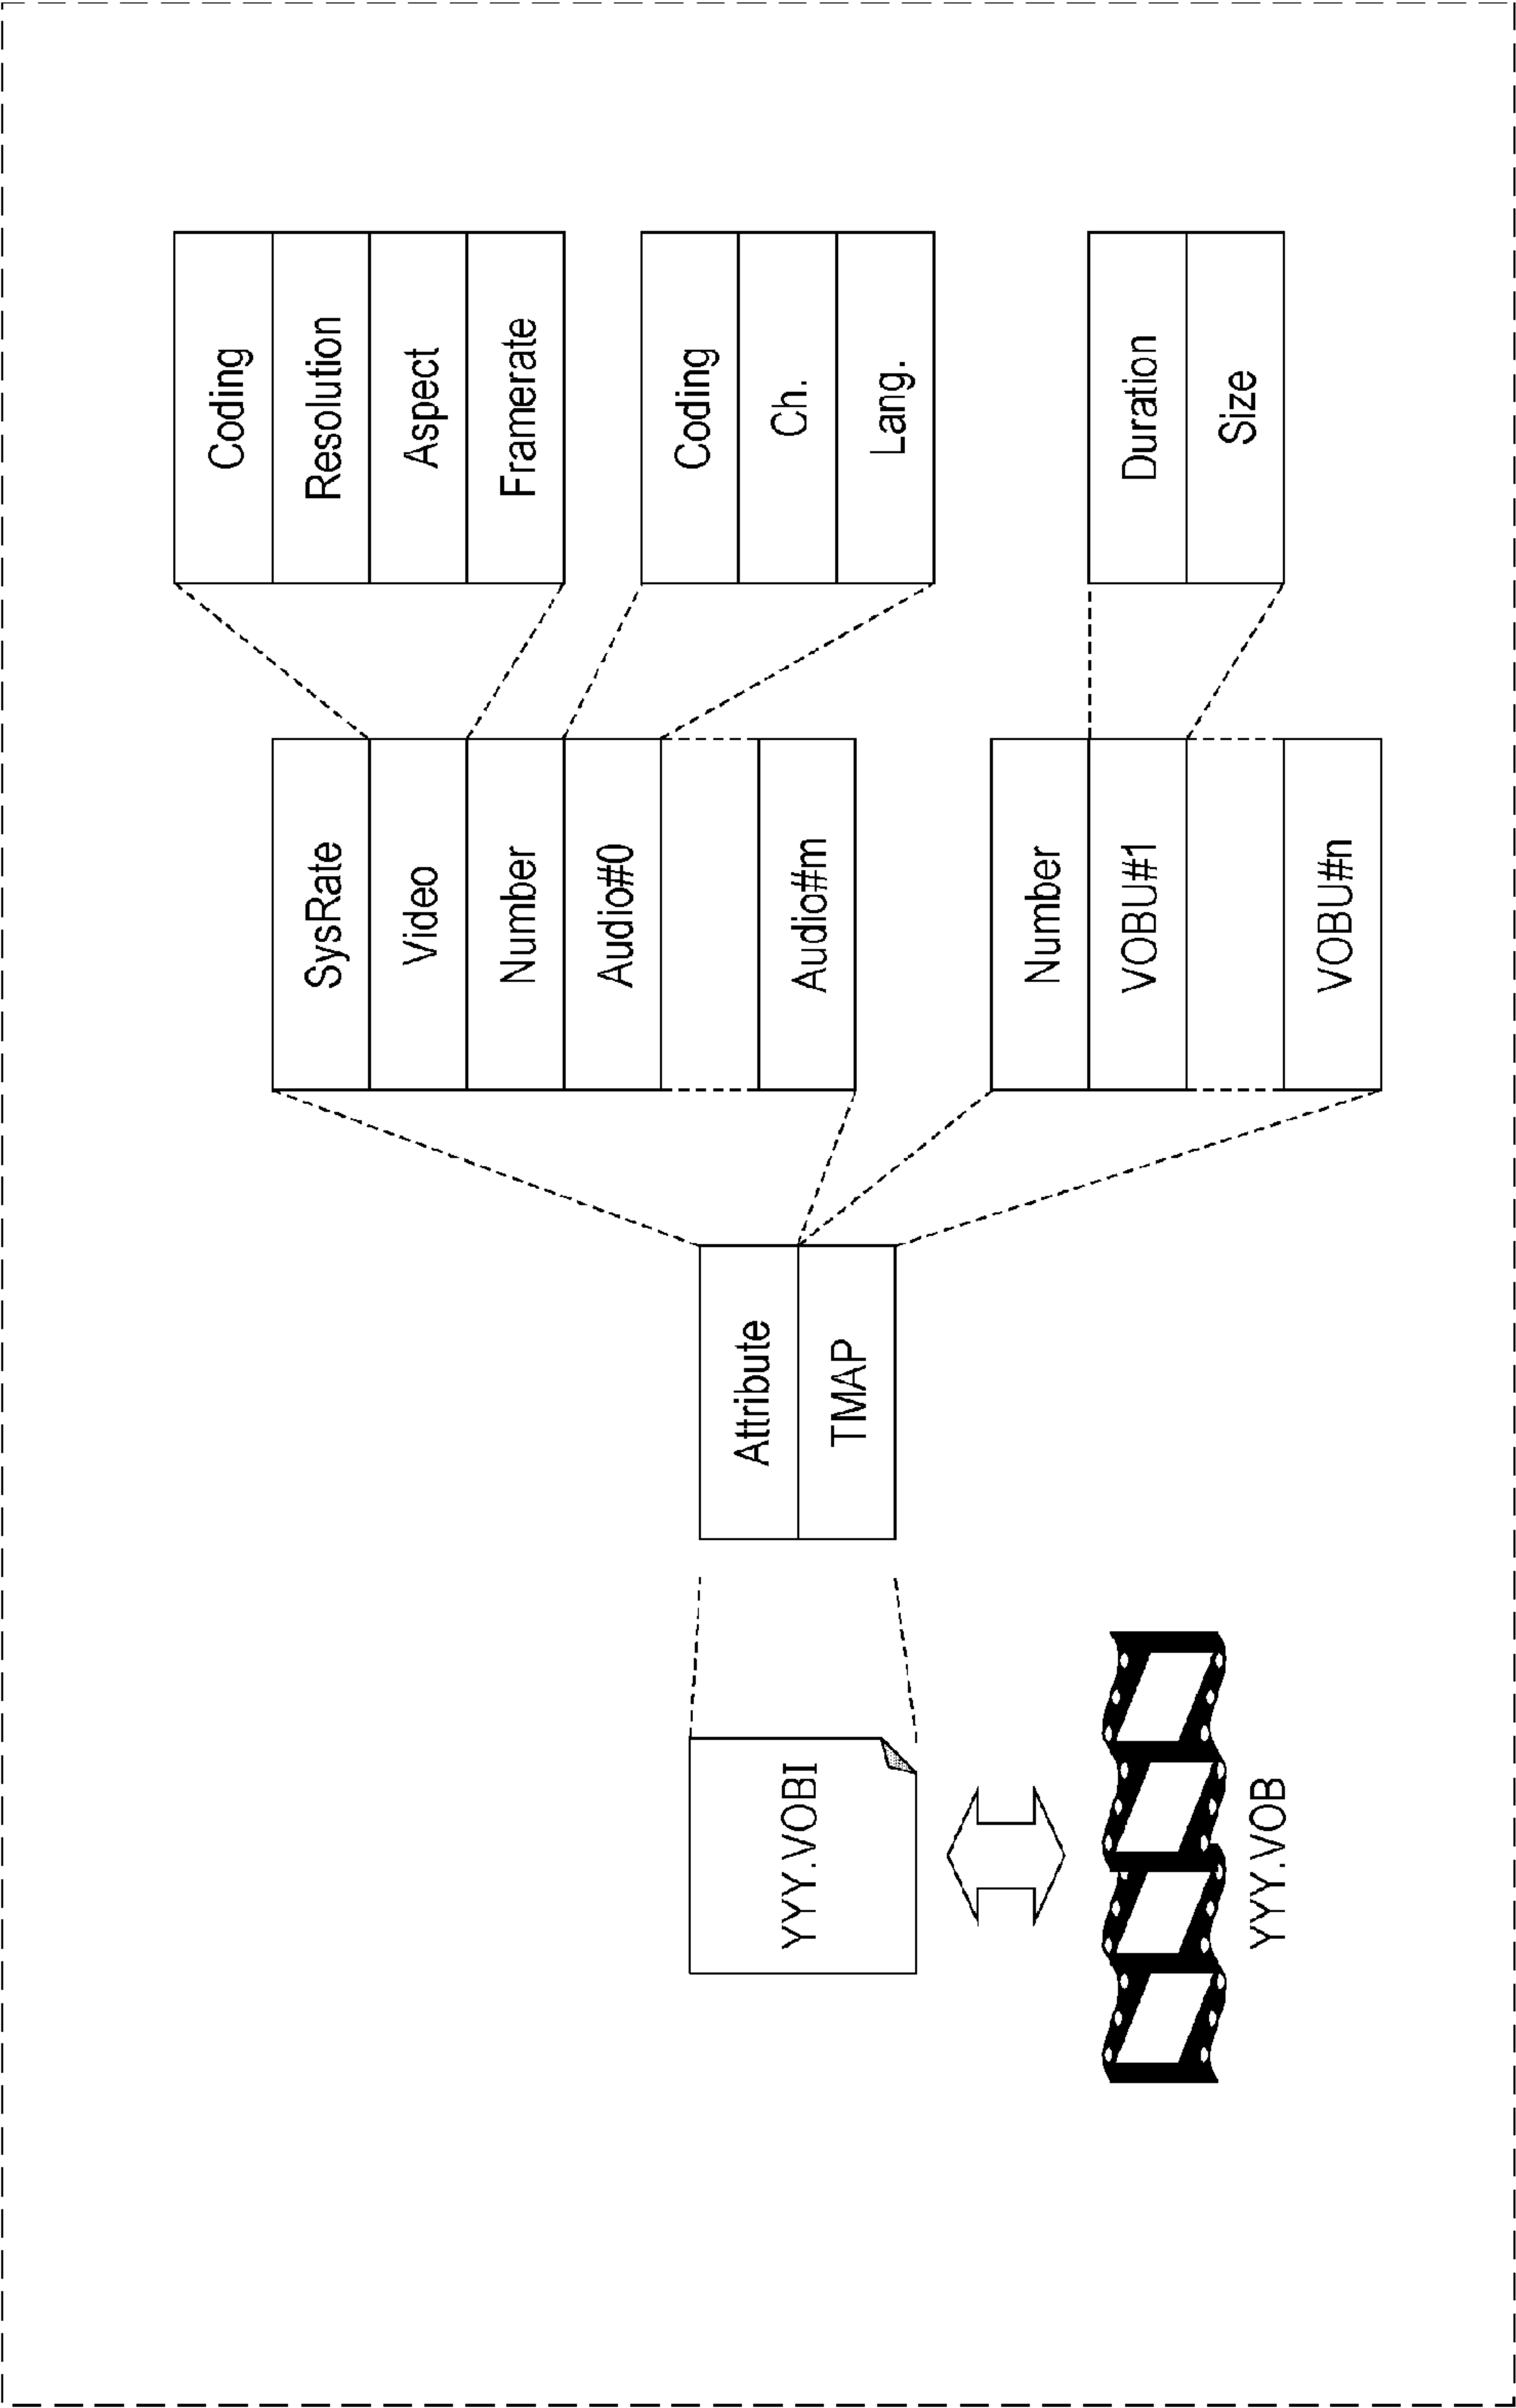 YYY.VOBI
YYY.VOB
Attribute
TMAP
SysRate
Video
Number
Audio#0
Audio#m
Number
VOBU#1
VOBU#n
Coding
Resolution
Aspect
Framerate
Coding
Ch.
Lang.
Duration
Size